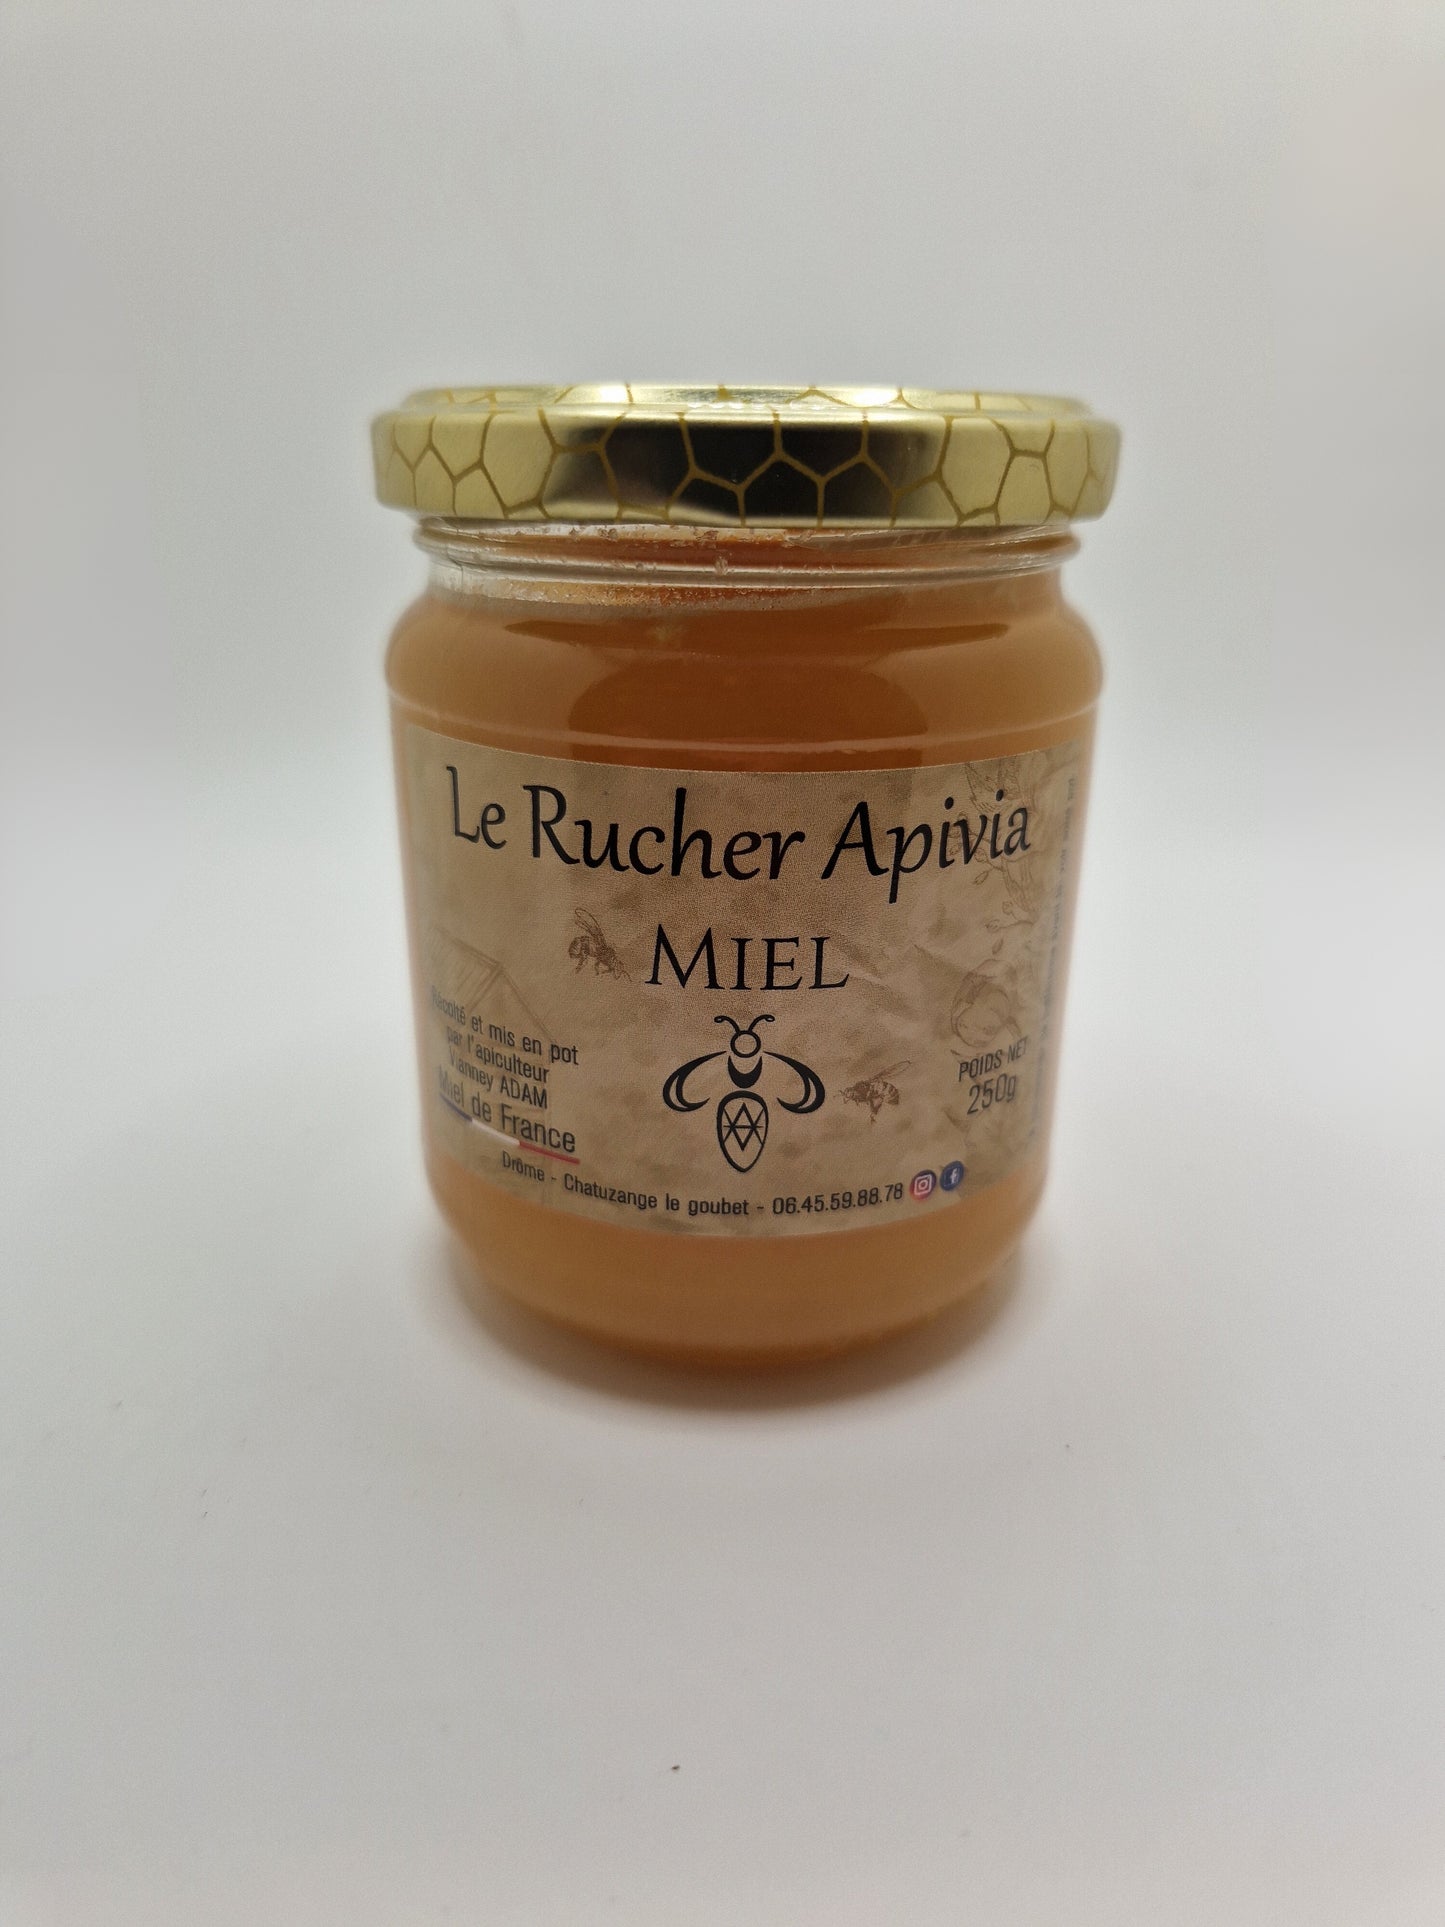 Le Rucher Apivia
MIEL
Récolté et mis en pot
par l'apiculteur
Vianney ADAM
Miel de France
POIDS NET
250g
Drôme - Chatuzange le goubet - 06.45.59.88.78